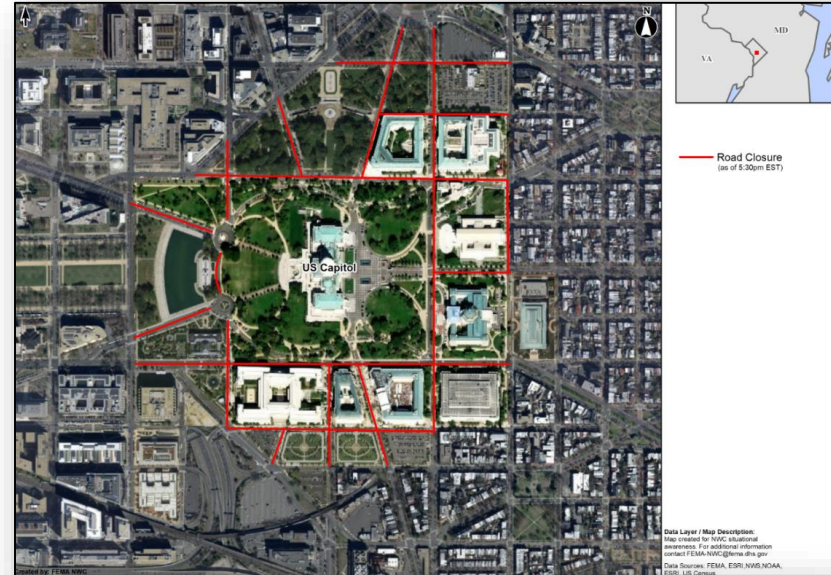 N
MD
VA
Road Closure
(as of 5:30pm EST)
US Capitol
Data Layer / Map Description:
Map created for NWC situational
awareness. For additional information
contact FEMA-NWC@fema.dhs.gov
Data Sources: FEMA, ESRI,NWS,NOAA,
ESRI, US Census
Created by: FEMA NWC